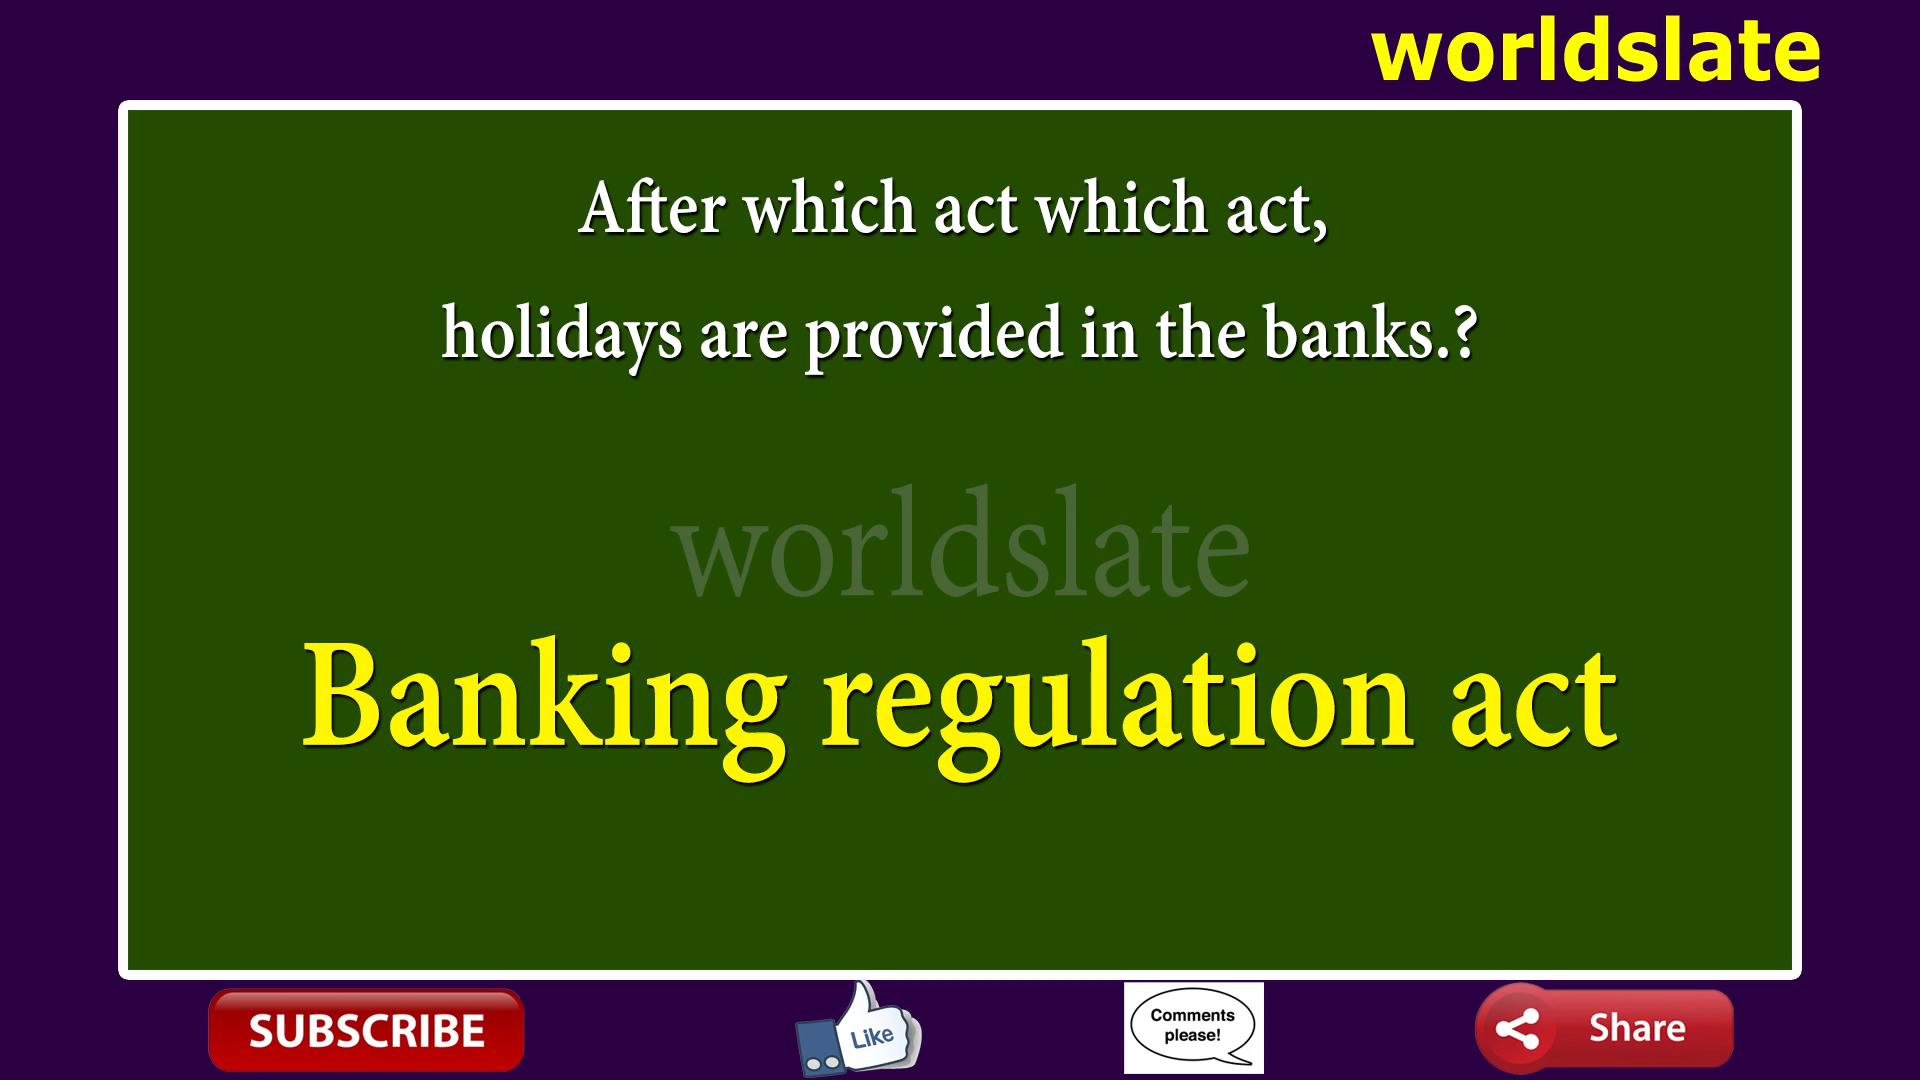 worldslate
After which act which act,
holidays are provided in the banks.?
worldslate
Banking regulation act
SUBSCRIBE
Like
Comments
please!
Share